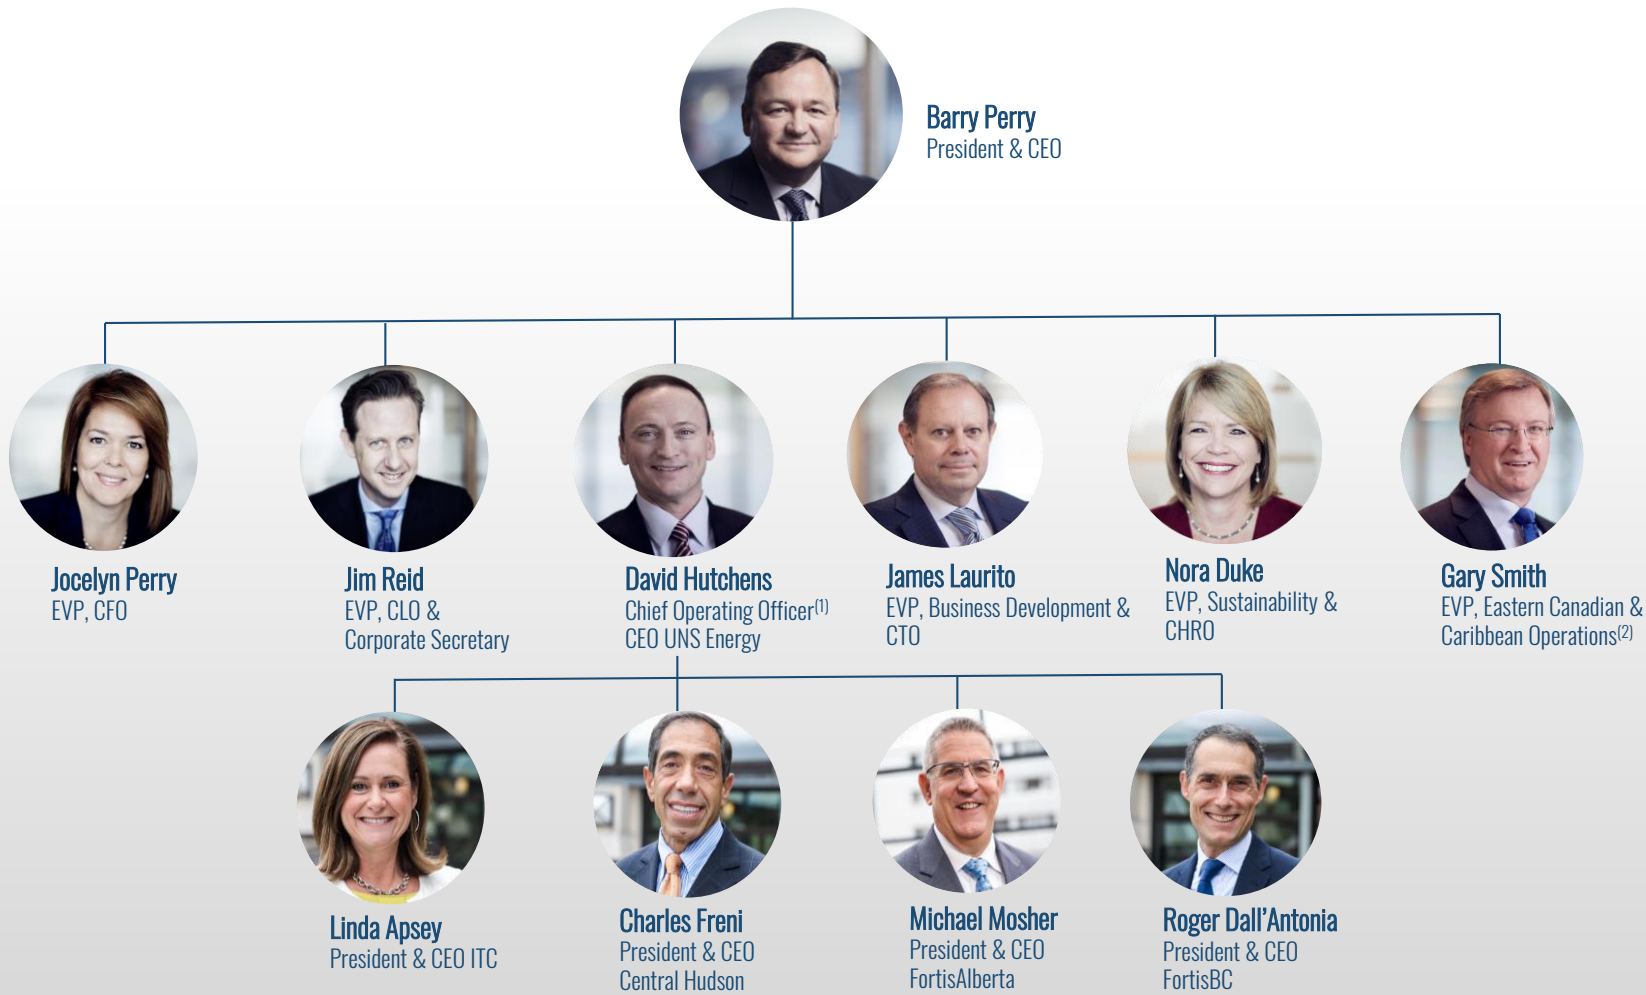 Barry Perry
President & CEO
Jocelyn Perry
EVP, CFO
Jim Reid
EVP, CLO &
Corporate Secretary
David Hutchens
Chief Operating Officer(1)
CEO UNS Energy
James Laurito
EVP, Business Development &
CTO
Nora Duke
EVP, Sustainability &
CHRO
Gary Smith
EVP, Eastern Canadian &
Caribbean Operations(2)
Linda Apsey
President & CEO ITC
Charles Freni
President & CEO
Central Hudson
Michael Mosher
President & CEO
FortisAlberta
Roger Dall’Antonia
President & CEO
FortisBC